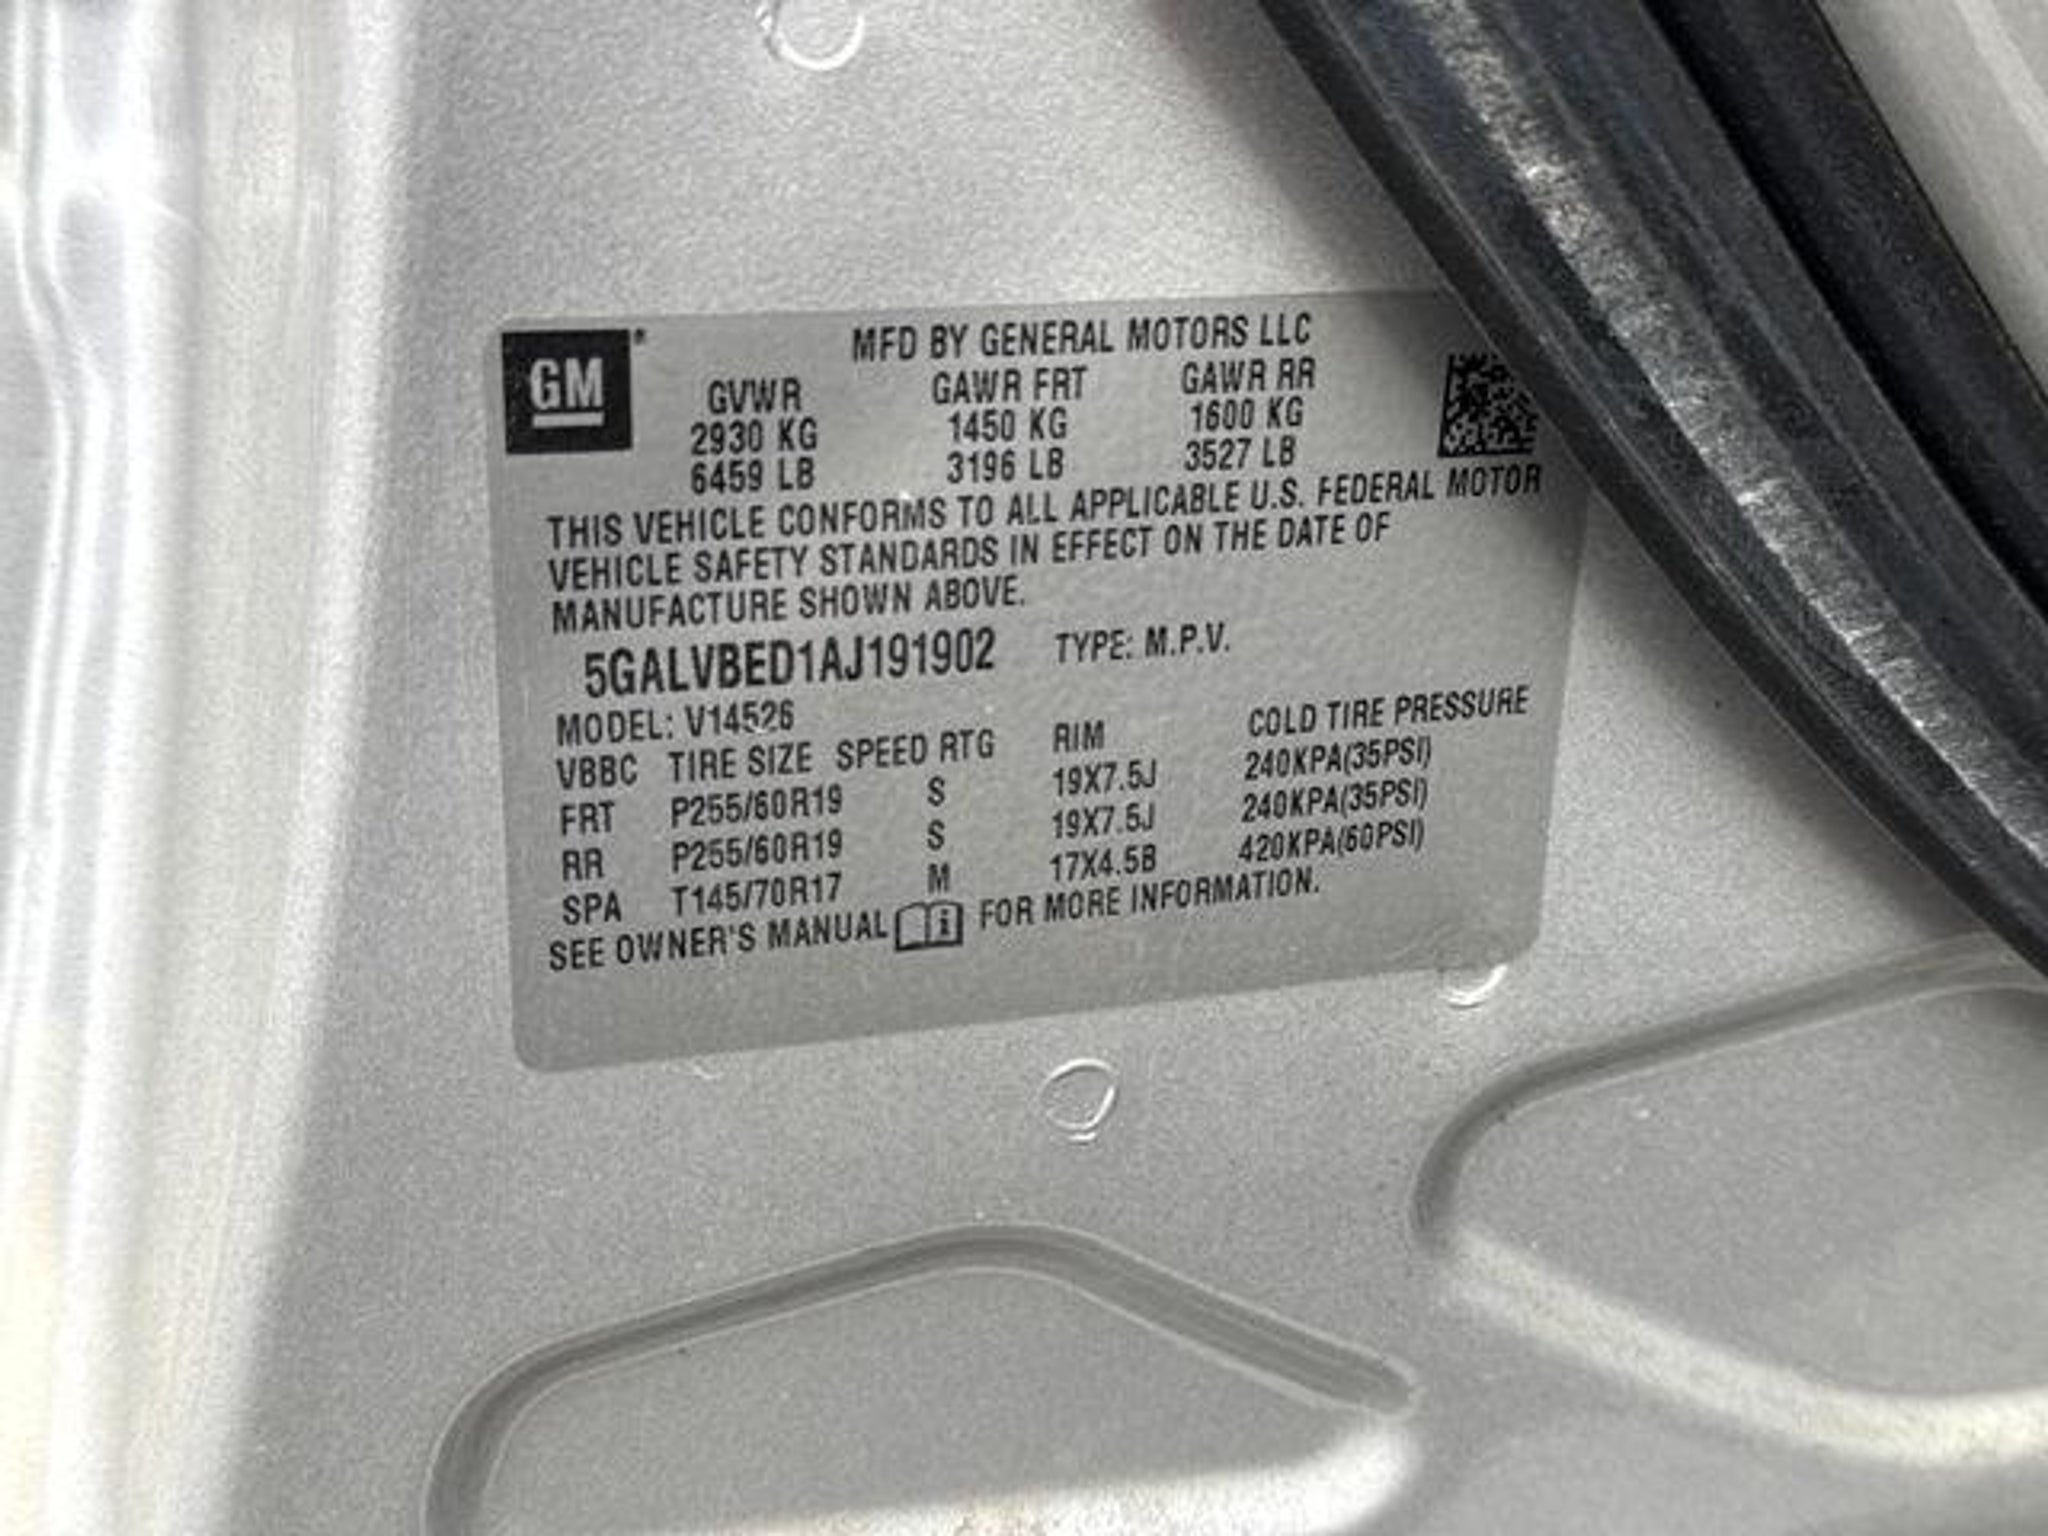 GM
MFD BY GENERAL MOTORS LLC
GVWR GAWR FRT GAWR RR
2930 KG 1450 KG 1600 KG
6459 LB 3196 LB 3527 LB
THIS VEHICLE CONFORMS TO ALL APPLICABLE U.S. FEDERAL MOTOR
VEHICLE SAFETY STANDARDS IN EFFECT ON THE DATE OF
MANUFACTURE SHOWN ABOVE.
5GALVBED1AJ191902 TYPE: M.P.V.
MODEL: V14526
VBBC TIRE SIZE SPEED RTG RIM COLD TIRE PRESSURE
FRT P255/60R19 S 19X7.5J 240KPA(35PSI)
RR P255/60R19 S 19X7.5J 240KPA(35PSI)
SPA T145/70R17 M 17X4.5B 420KPA(60PSI)
SEE OWNER'S MANUAL FOR MORE INFORMATION.